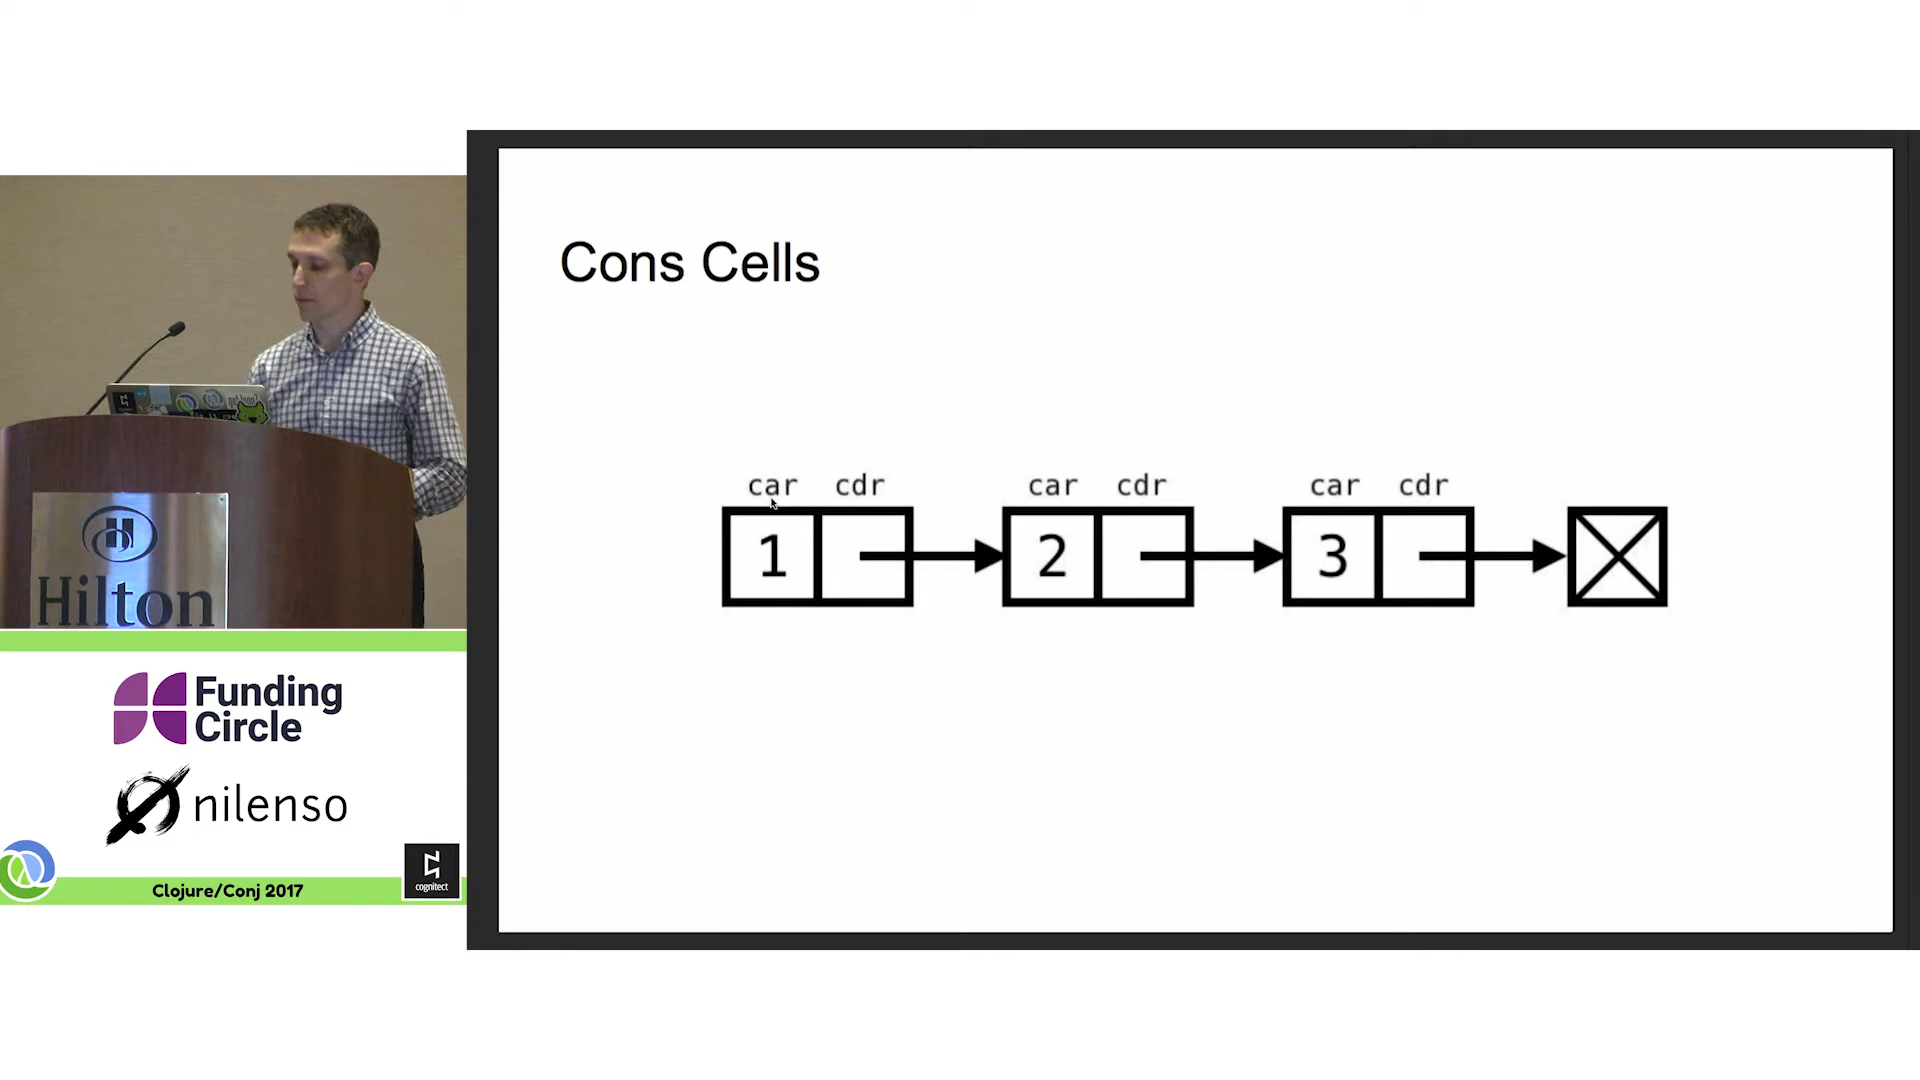 Cons Cells
car cdr car cdr car cdr
1 2 3
Hilton
Funding
Circle
nilenso
cognitect
Clojure/Conj 2017